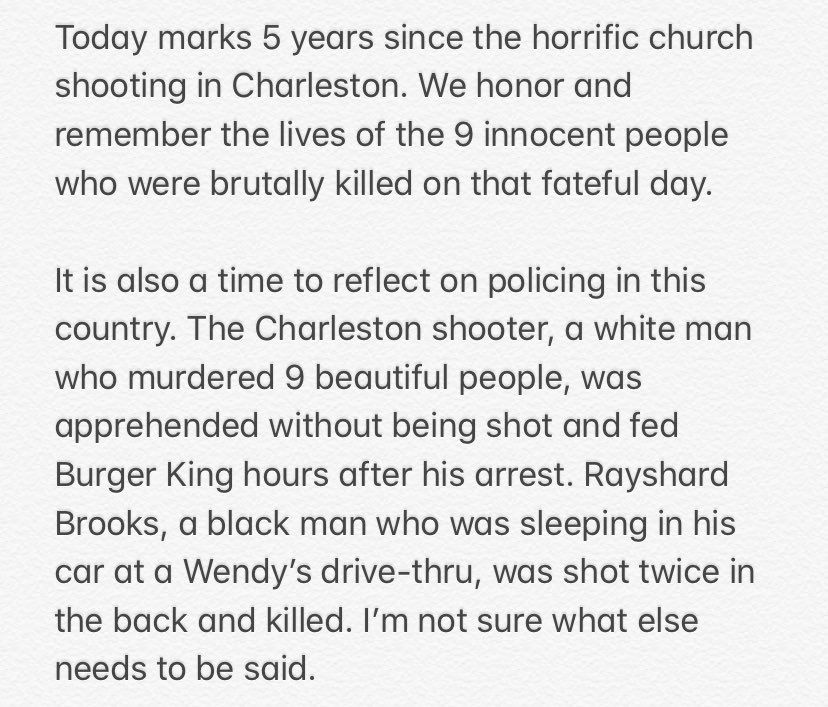 Today marks 5 years since the horrific church
shooting in Charleston. We honor and
remember the lives of the 9 innocent people
who were brutally killed on that fateful day.
It is also a time to reflect on policing in this
country. The Charleston shooter, a white man
who murdered 9 beautiful people, was
apprehended without being shot and fed
Burger King hours after his arrest. Rayshard
Brooks, a black man who was sleeping in his
car at a Wendy’s drive-thru, was shot twice in
the back and killed. I’m not sure what else
needs to be said.